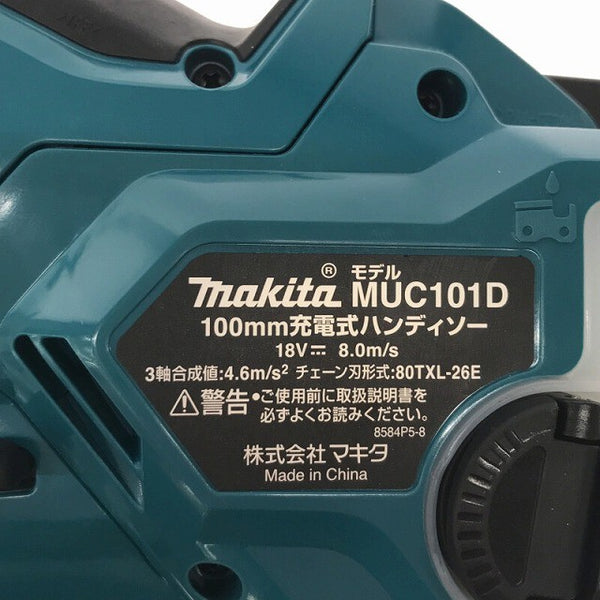 モデル
makita® MUC101D
100mm充電式ハンディソー
18V⎓ 8.0m/s
3軸合成値:4.6m/s² チェーン刃形式:80TXL-26E
⚠警告・ご使用前に取扱説明書を
必ずよくお読みください。
8584P5-8
株式会社マキタ
Made in China